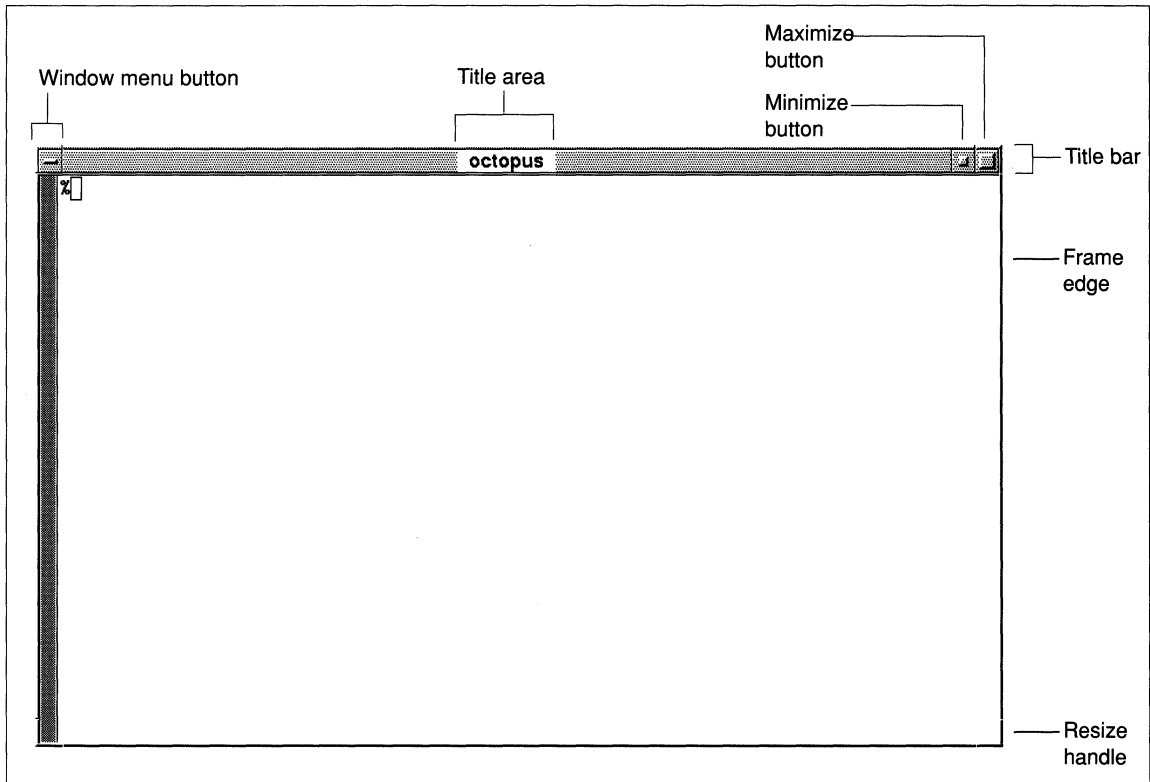 Maximize
button
Window menu button
Title area
Minimize
button
octopus
Title bar
%
Frame
edge
Resize
handle